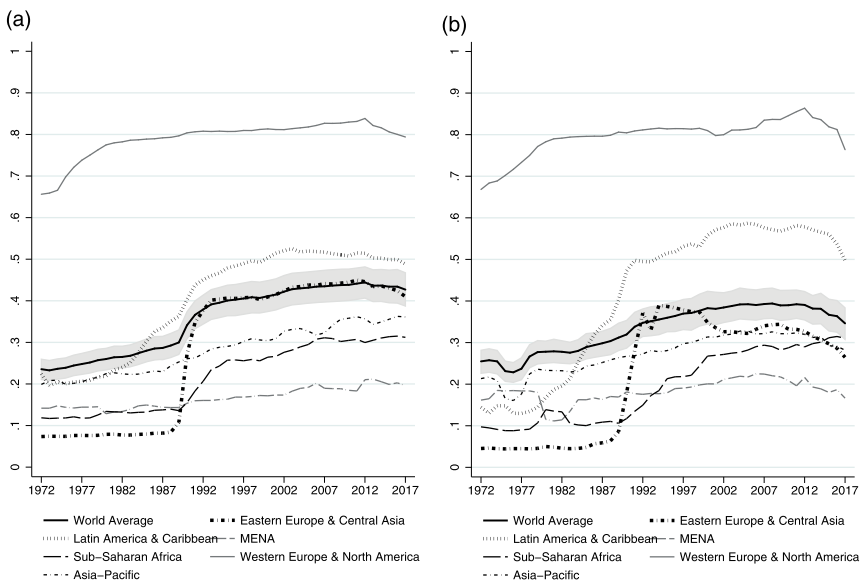 (a)
1
.9
.8
.7
.6
.5
.4
.3
.2
.1
0
1972 1977 1982 1987 1992 1997 2002 2007 2012 2017
World Average Eastern Europe & Central Asia
Latin America & Caribbean MENA
Sub-Saharan Africa Western Europe & North America
Asia-Pacific
(b)
1
.9
.8
.7
.6
.5
.4
.3
.2
.1
0
1972 1977 1982 1987 1992 1997 2002 2007 2012 2017
World Average Eastern Europe & Central Asia
Latin America & Caribbean MENA
Sub-Saharan Africa Western Europe & North America
Asia-Pacific